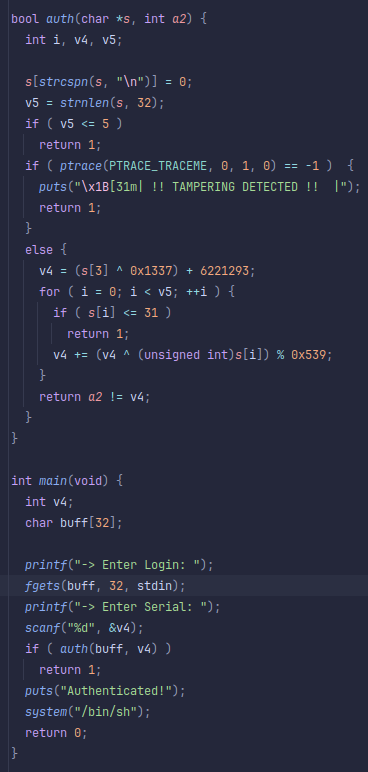 bool auth(char *s, int a2) {
  int i, v4, v5;

  s[strcspn(s, "\n")] = 0;
  v5 = strnlen(s, 32);
  if ( v5 <= 5 )
    return 1;
  if ( ptrace(PTRACE_TRACEME, 0, 1, 0) == -1 )  {
    puts("\x1B[31m| !! TAMPERING DETECTED !!  |");
    return 1;
  }
  else {
    v4 = (s[3] ^ 0x1337) + 6221293;
    for ( i = 0; i < v5; ++i ) {
      if ( s[i] <= 31 )
        return 1;
      v4 += (v4 ^ (unsigned int)s[i]) % 0x539;
    }
    return a2 != v4;
  }
}

int main(void) {
  int v4;
  char buff[32];

  printf("-> Enter Login: ");
  fgets(buff, 32, stdin);
  printf("-> Enter Serial: ");
  scanf("%d", &v4);
  if ( auth(buff, v4) )
    return 1;
  puts("Authenticated!");
  system("/bin/sh");
  return 0;
}